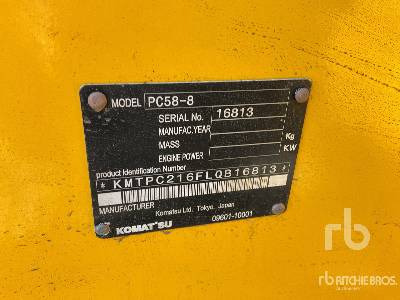 MODEL PC58-8
SERIAL No. 16813
MANUFAC.YEAR
MASS Kg
ENGINE POWER KW
product Identification Number
* KMTPC216FLQB16813 *
MANUFACTURER
Komatsu Ltd. Tokyo, Japan
KOMATSU 09601-10001
rb
RITCHIE BROS.